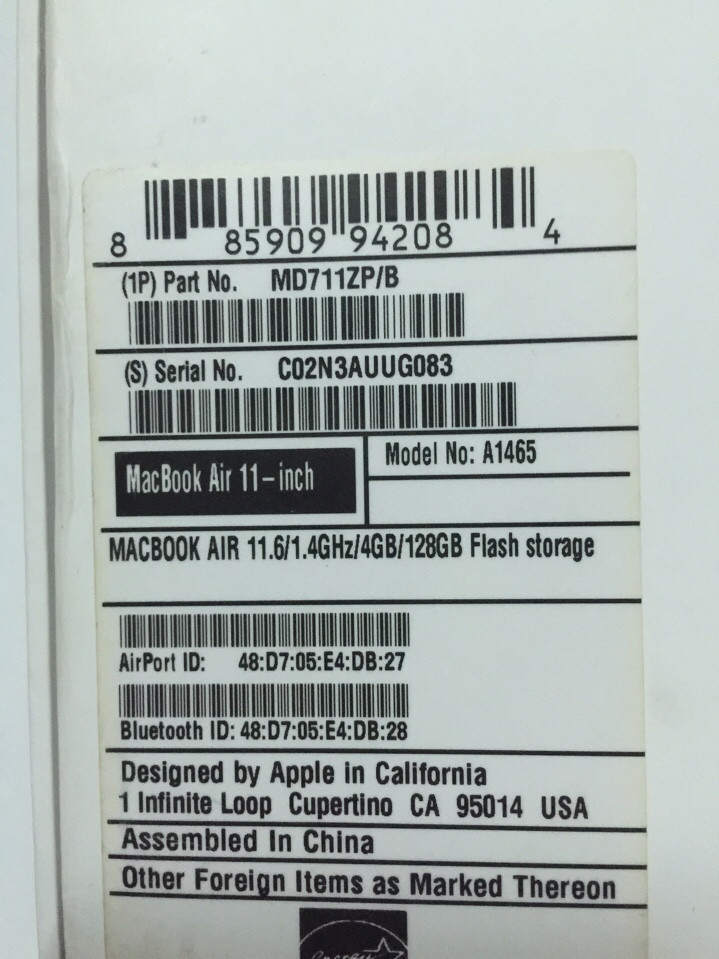 8 85909 94208 4
(1P) Part No. MD711ZP/B
(S) Serial No. C02N3AUUG083
MacBook Air 11-inch
Model No: A1465
MACBOOK AIR 11.6/1.4GHz/4GB/128GB Flash storage
AirPort ID: 48:D7:05:E4:DB:27
Bluetooth ID: 48:D7:05:E4:DB:28
Designed by Apple in California
1 Infinite Loop Cupertino CA 95014 USA
Assembled In China
Other Foreign Items as Marked Thereon